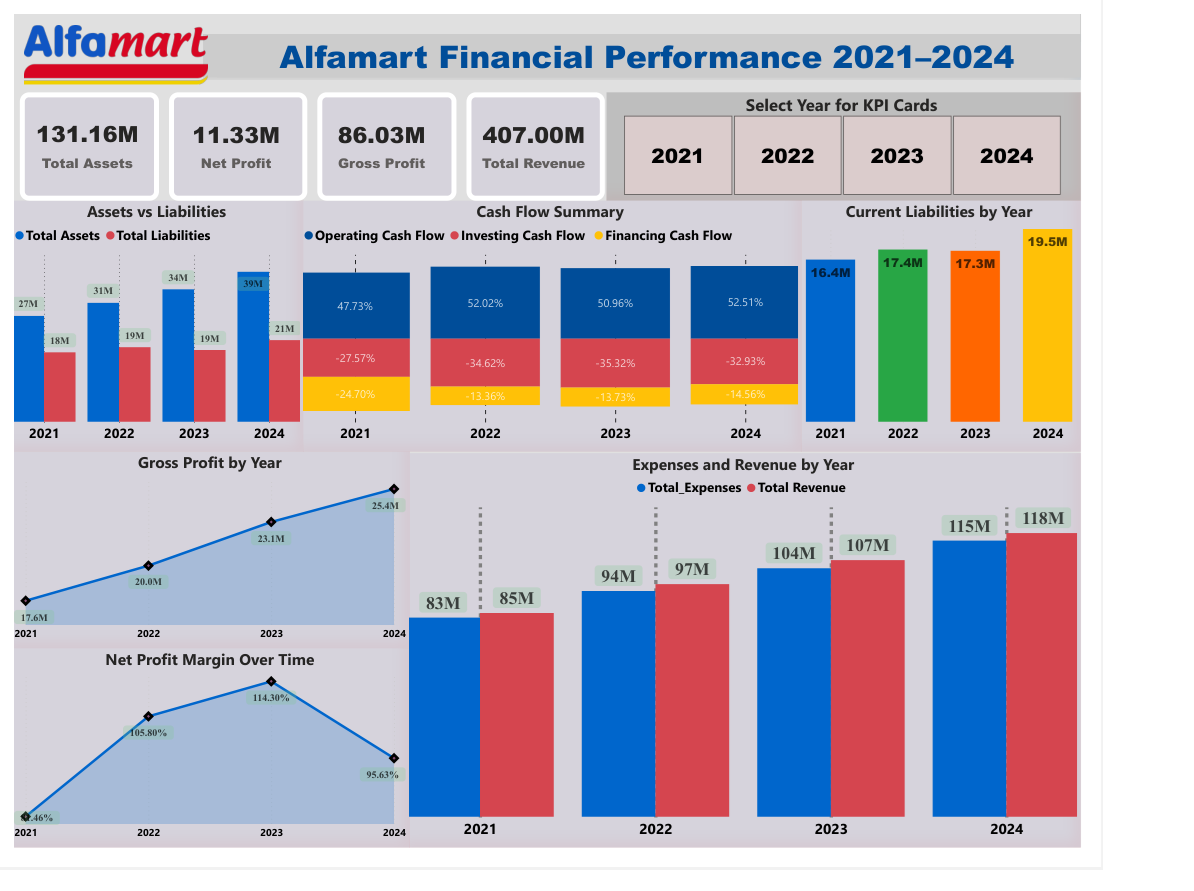 Alfamart
Alfamart Financial Performance 2021–2024
131.16M
Total Assets
11.33M
Net Profit
86.03M
Gross Profit
407.00M
Total Revenue
Select Year for KPI Cards
2021
2022
2023
2024
Assets vs Liabilities
Total Assets Total Liabilities
27M
18M
31M
19M
34M
19M
39M
21M
2021
2022
2023
2024
Cash Flow Summary
Operating Cash Flow Investing Cash Flow Financing Cash Flow
47.73%
52.02%
50.96%
52.51%
-27.57%
-34.62%
-35.32%
-32.93%
-24.70%
-13.36%
-13.73%
-14.56%
2021
2022
2023
2024
Current Liabilities by Year
16.4M
17.4M
17.3M
19.5M
2021
2022
2023
2024
Gross Profit by Year
17.6M
20.0M
23.1M
25.4M
2021
2022
2023
2024
Net Profit Margin Over Time
105.80%
114.30%
95.63%
2021
2022
2023
2024
Expenses and Revenue by Year
Total_Expenses Total Revenue
83M
85M
94M
97M
104M
107M
115M
118M
2021
2022
2023
2024